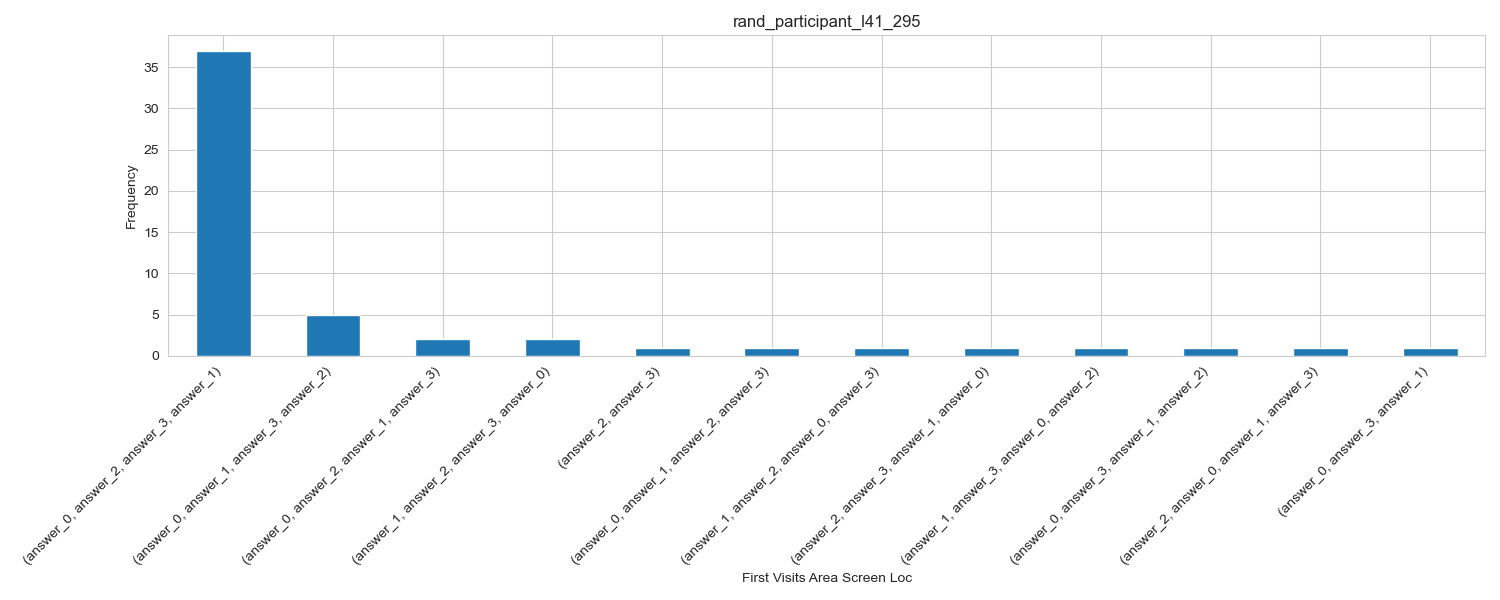 rand_participant_l41_295
Frequency
35
30
25
20
15
10
5
0
(answer_0, answer_2, answer_3, answer_1)
(answer_0, answer_1, answer_3, answer_2)
(answer_0, answer_2, answer_1, answer_3)
(answer_1, answer_2, answer_3, answer_0)
(answer_2, answer_3)
(answer_0, answer_1, answer_2, answer_3)
(answer_1, answer_2, answer_0, answer_3)
(answer_2, answer_3, answer_1, answer_0)
(answer_1, answer_3, answer_0, answer_2)
(answer_0, answer_3, answer_1, answer_2)
(answer_2, answer_0, answer_1, answer_3)
(answer_0, answer_3, answer_1)
First Visits Area Screen Loc